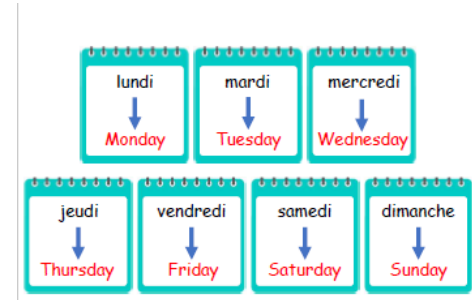 lundi mardi mercredi
Monday Tuesday Wednesday
jeudi vendredi samedi dimanche
Thursday Friday Saturday Sunday